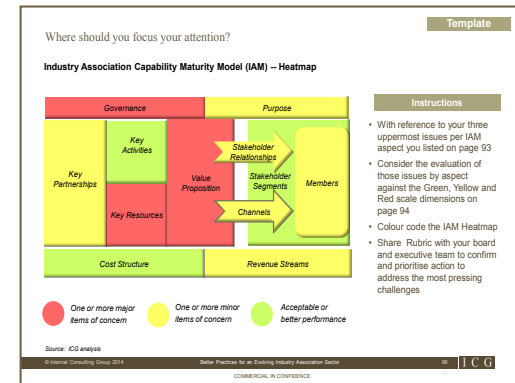 Template
Where should you focus your attention?
Industry Association Capability Maturity Model (IAM) -- Heatmap
Governance
Purpose
Key
Partnerships
Key
Activities
Key Resources
Value
Proposition
Stakeholder
Relationships
Stakeholder
Segments
Channels
Members
Cost Structure
Revenue Streams
One or more major
items of concern
One or more minor
items of concern
Acceptable or
better performance
Instructions
• With reference to your three
uppermost issues per IAM
aspect you listed on page 93
• Consider the evaluation of
those issues by aspect
against the Green, Yellow and
Red scale dimensions on
page 94
• Colour code the IAM Heatmap
• Share Rubric with your board
and executive team to confirm
and prioritise action to
address the most pressing
challenges
Source: ICG analysis
© Internal Consulting Group 2014
Better Practices for an Evolving Industry Association Sector
I C G
COMMERCIAL IN CONFIDENCE